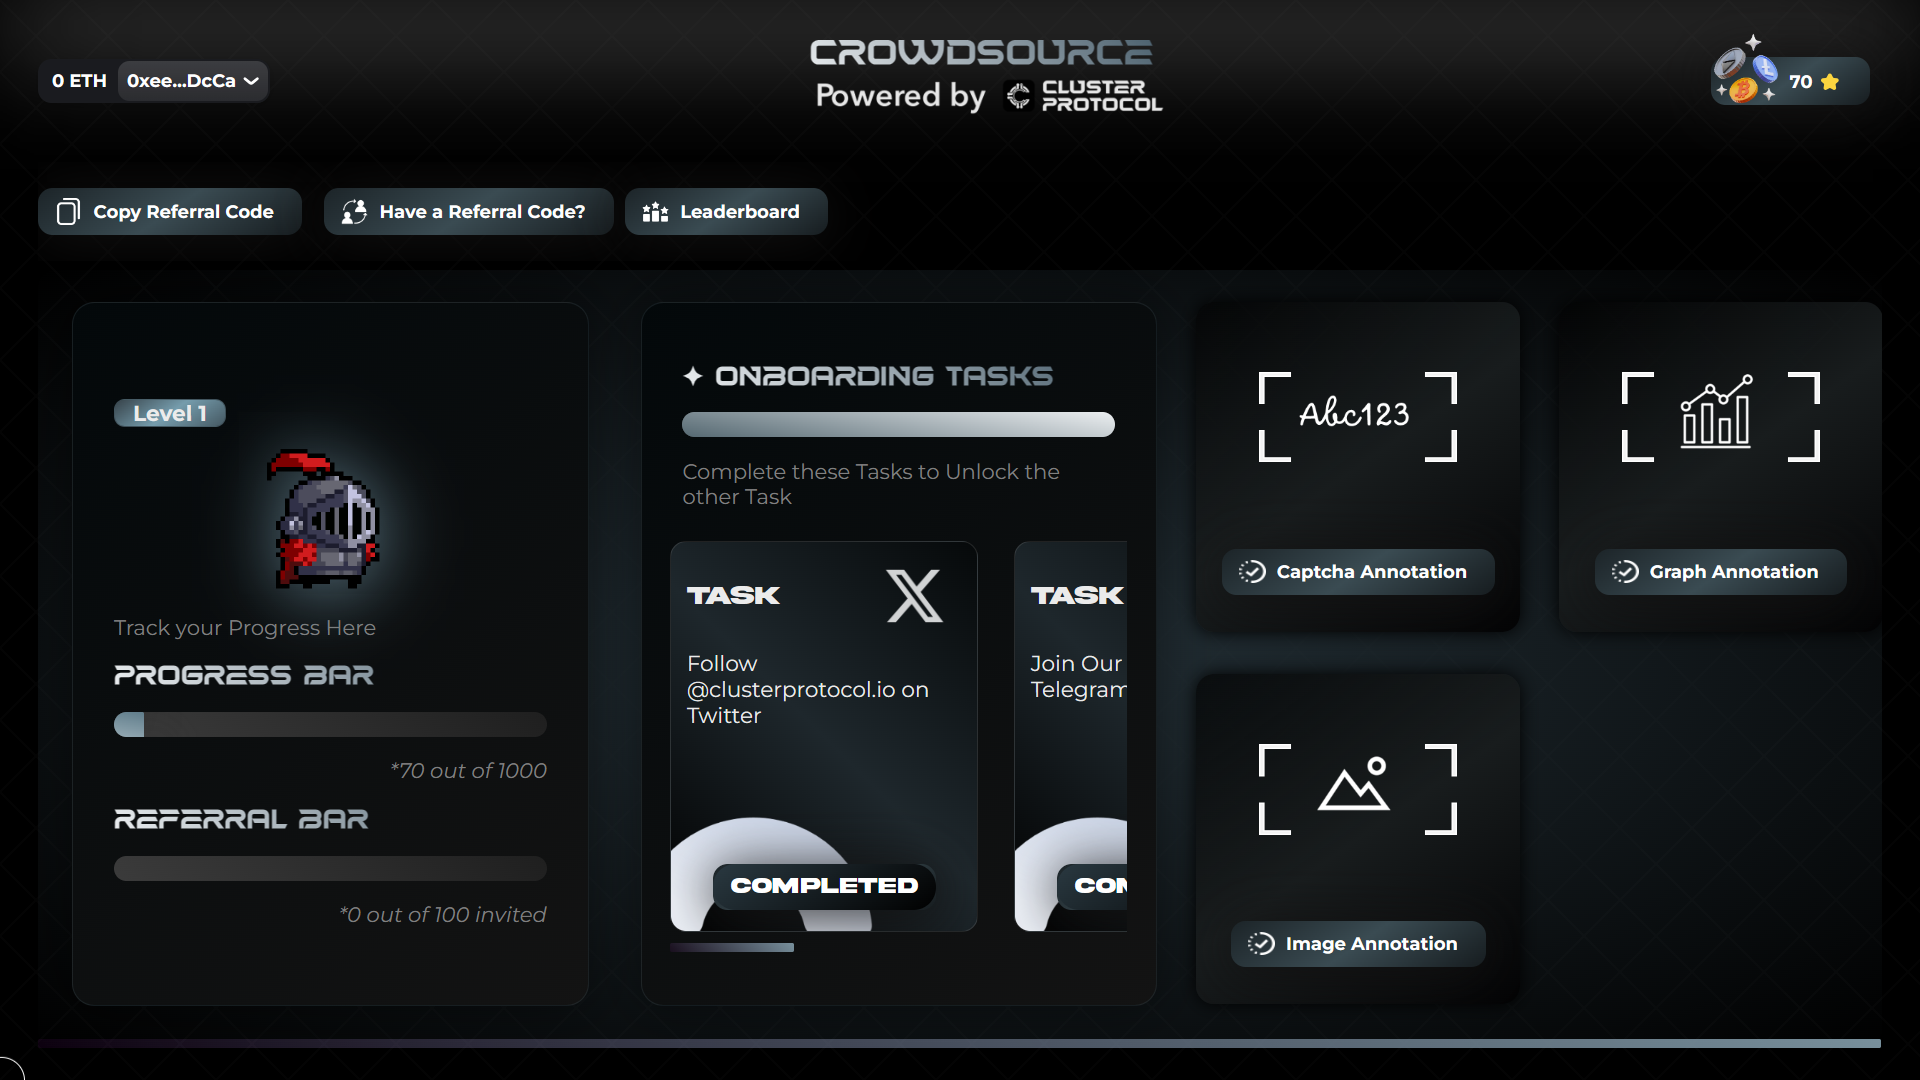 0 ETH
0xee...DcCa
CROWDSOURCE
Powered by CLUSTER PROTOCOL
70
Copy Referral Code
Have a Referral Code?
Leaderboard
Level 1
Track your Progress Here
PROGRESS BAR
*70 out of 1000
REFERRAL BAR
*0 out of 100 invited
ONBOARDING TASKS
Complete these Tasks to Unlock the
other Task
TASK
Follow
@clusterprotocol.io on
Twitter
COMPLETED
TASK
Join Our
Telegram
Abc123
Captcha Annotation
Graph Annotation
Image Annotation